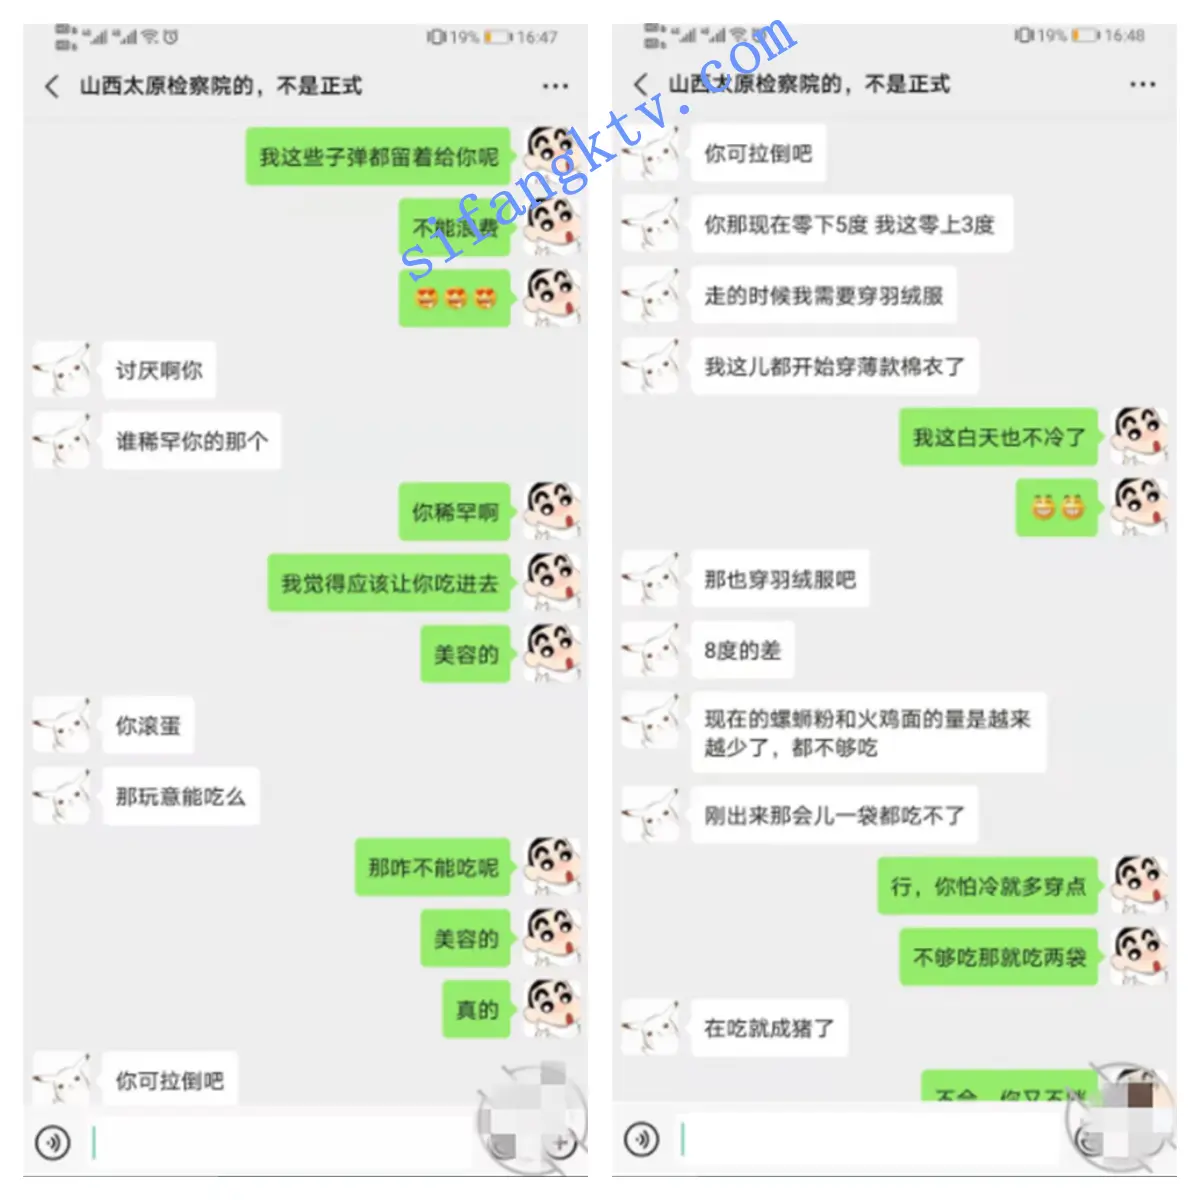 19% 16:47
山西太原检察院的，不是正式
我这些子弹都留着给你呢
不能浪费
讨厌啊你
谁稀罕你的那个
你稀罕啊
我觉得应该让你吃进去
美容的
你滚蛋
那玩意能吃么
那咋不能吃呢
美容的
真的
你可拉倒吧
19% 16:48
山西太原检察院的，不是正式
你可拉倒吧
你那现在零下5度 我这零上3度
走的时候我需要穿羽绒服
我这儿都开始穿薄款棉衣了
我这白天也不冷了
那也穿羽绒服吧
8度的差
现在的螺蛳粉和火鸡面的量是越来
越少了，都不够吃
刚出来那会儿一袋都吃不了
行，你怕冷就多穿点
不够吃那就吃两袋
在吃就成猪了
不会，你又不胖
sifangktv.com